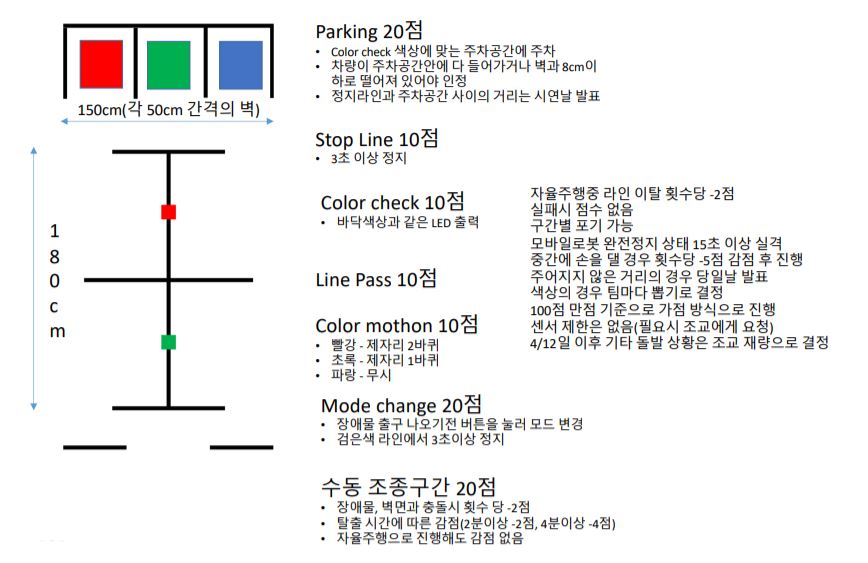 Parking 20점
• Color check 색상에 맞는 주차공간에 주차
• 차량이 주차공간안에 다 들어가거나 벽과 8cm이
하로 떨어져 있어야 인정
• 정지라인과 주차공간 사이의 거리는 시연날 발표
150cm(각 50cm 간격의 벽)
Stop Line 10점
• 3초 이상 정지
180cm
Color check 10점
• 바닥색상과 같은 LED 출력
Line Pass 10점
Color mothon 10점
• 빨강 - 제자리 2바퀴
• 초록 - 제자리 1바퀴
• 파랑 - 무시
Mode change 20점
• 장애물 출구 나오기전 버튼을 눌러 모드 변경
• 검은색 라인에서 3초이상 정지
수동 조종구간 20점
• 장애물, 벽면과 충돌시 횟수 당 -2점
• 탈출 시간에 따른 감점(2분이상 -2점, 4분이상 -4점)
• 자율주행으로 진행해도 감점 없음
자율주행중 라인 이탈 횟수당 -2점
실패시 점수 없음
구간별 포기 가능
모바일로봇 완전정지 상태 15초 이상 실격
중간에 손을 댈 경우 횟수당 -5점 감점 후 진행
주어지지 않은 거리의 경우 당일날 발표
색상의 경우 팀마다 뽑기로 결정
100점 만점 기준으로 가점 방식으로 진행
센서 제한은 없음(필요시 조교에게 요청)
4/12일 이후 기타 돌발 상황은 조교 재량으로 결정